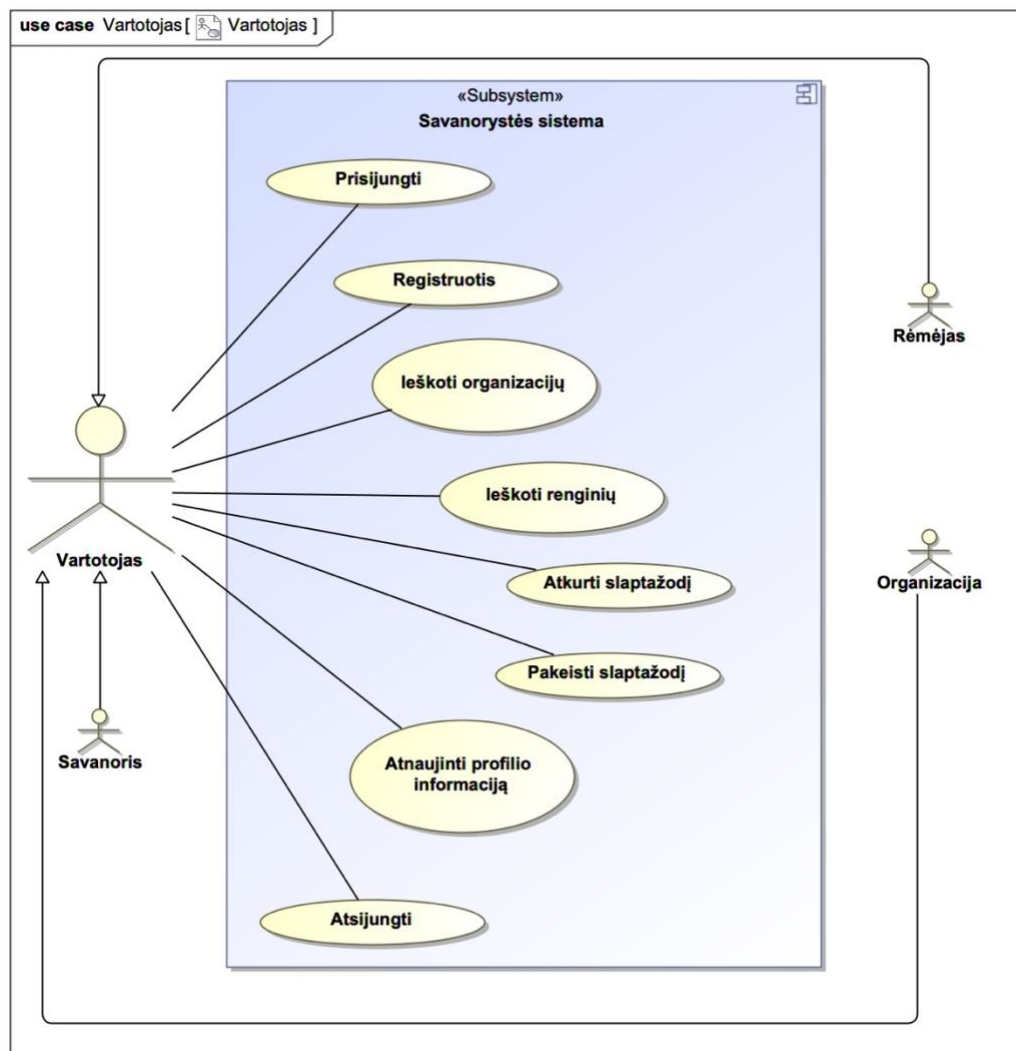 use case Vartotojas [ Vartotojas ]
«Subsystem»
Savanorystės sistema
Prisijungti
Registruotis
Rėmėjas
Ieškoti organizacijų
Ieškoti renginių
Vartotojas
Atkurti slaptažodį
Organizacija
Pakeisti slaptažodį
Savanoris
Atnaujinti profilio
informaciją
Atsijungti